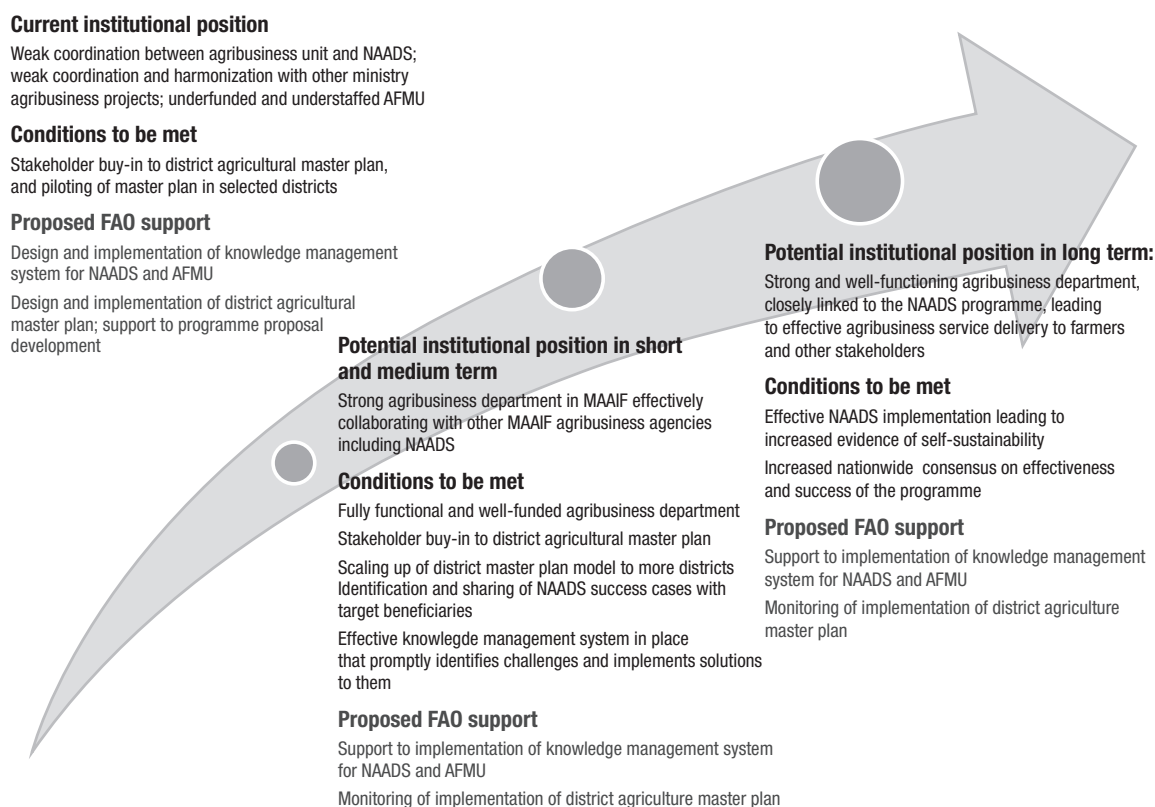 Current institutional position
Weak coordination between agribusiness unit and NAADS;
weak coordination and harmonization with other ministry
agribusiness projects; underfunded and understaffed AFMU
Conditions to be met
Stakeholder buy-in to district agricultural master plan,
and piloting of master plan in selected districts
Proposed FAO support
Design and implementation of knowledge management
system for NAADS and AFMU
Design and implementation of district agricultural
master plan; support to programme proposal
development
Potential institutional position in short
and medium term
Strong agribusiness department in MAAIF effectively
collaborating with other MAAIF agribusiness agencies
including NAADS
Conditions to be met
Fully functional and well-funded agribusiness department
Stakeholder buy-in to district agricultural master plan
Scaling up of district master plan model to more districts
Identification and sharing of NAADS success cases with
target beneficiaries
Effective knowlegde management system in place
that promptly identifies challenges and implements solutions
to them
Proposed FAO support
Support to implementation of knowledge management system
for NAADS and AFMU
Monitoring of implementation of district agriculture master plan
Potential institutional position in long term:
Strong and well-functioning agribusiness department,
closely linked to the NAADS programme, leading
to effective agribusiness service delivery to farmers
and other stakeholders
Conditions to be met
Effective NAADS implementation leading to
increased evidence of self-sustainability
Increased nationwide consensus on effectiveness
and success of the programme
Proposed FAO support
Support to implementation of knowledge management
system for NAADS and AFMU
Monitoring of implementation of district agriculture
master plan